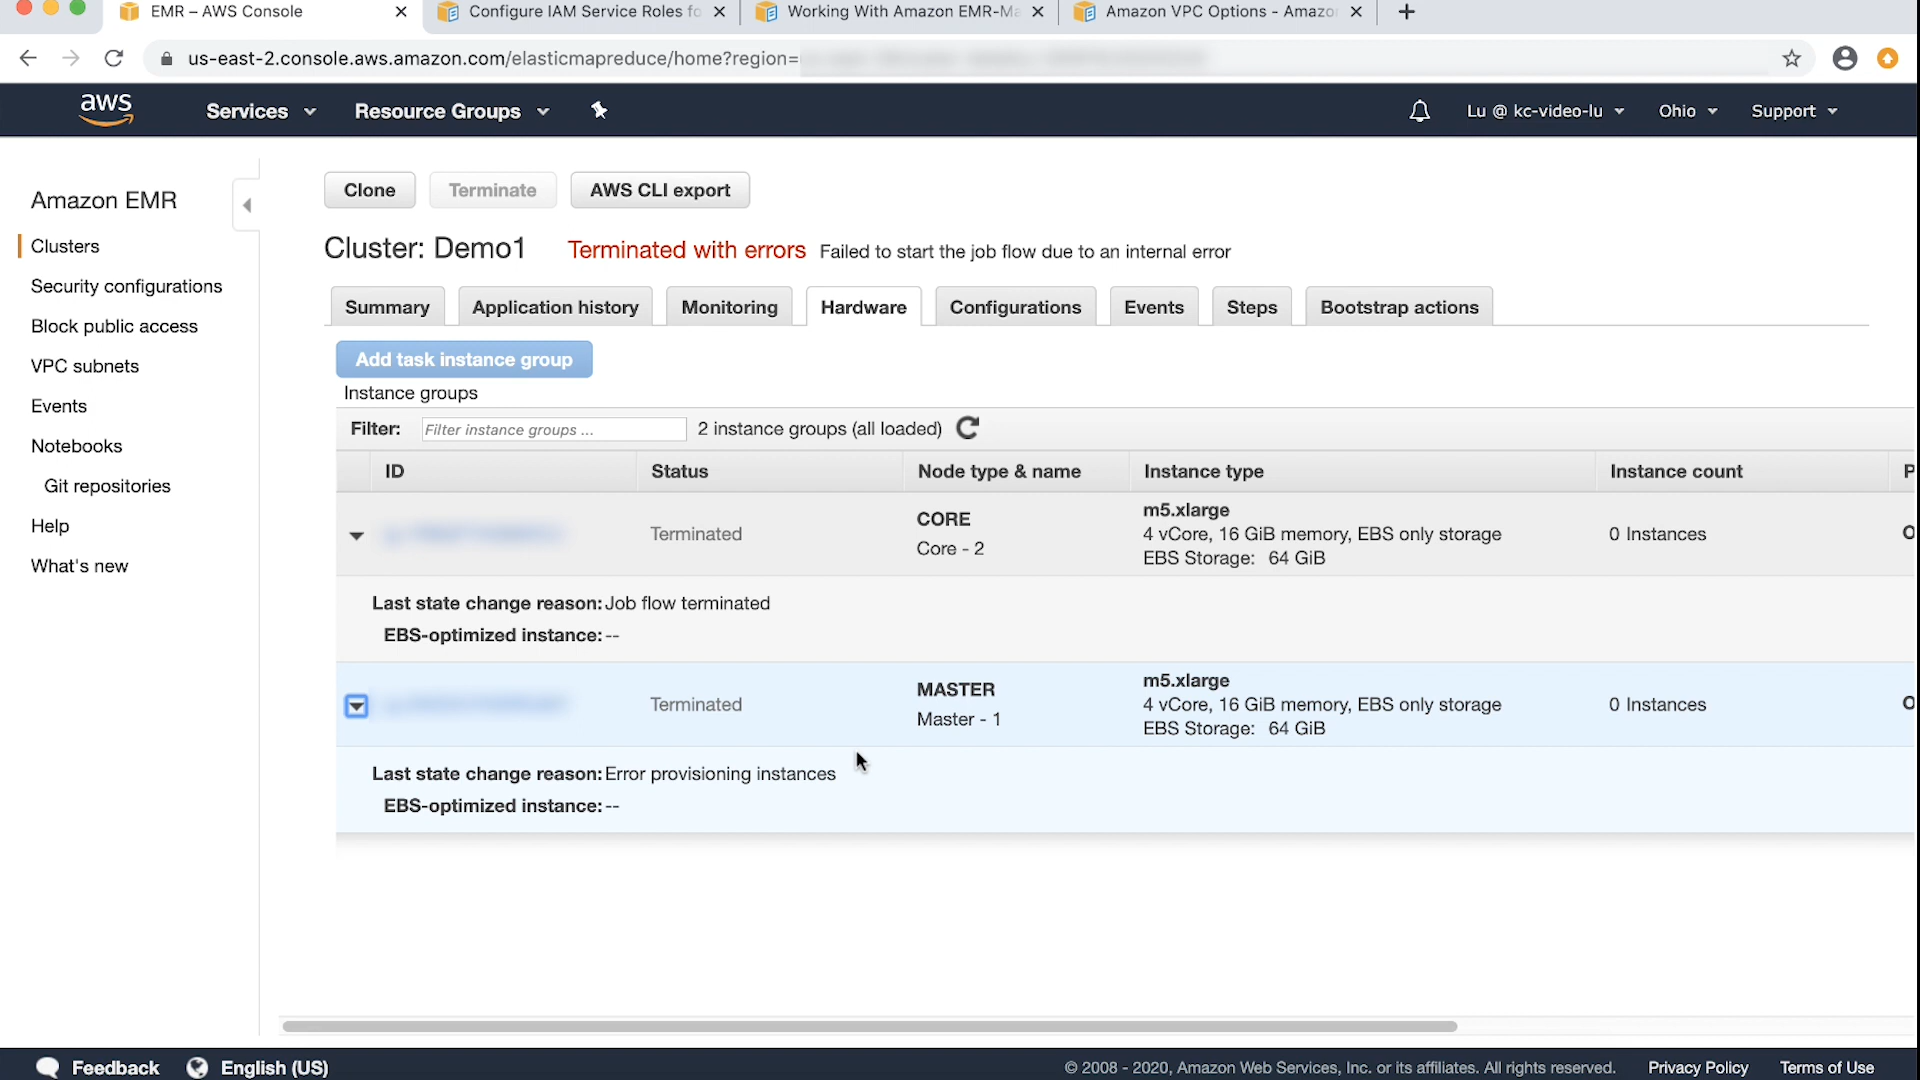 EMR – AWS Console
Configure IAM Service Roles fo
Working With Amazon EMR-Ma
Amazon VPC Options - Amazo
us-east-2.console.aws.amazon.com/elasticmapreduce/home?region=
aws
Services
Resource Groups
Lu @ kc-video-lu
Ohio
Support
Amazon EMR
Clusters
Security configurations
Block public access
VPC subnets
Events
Notebooks
Git repositories
Help
What's new
Clone
Terminate
AWS CLI export
Cluster: Demo1
Terminated with errors
Failed to start the job flow due to an internal error
Summary
Application history
Monitoring
Hardware
Configurations
Events
Steps
Bootstrap actions
Add task instance group
Instance groups
Filter:
Filter instance groups ...
2 instance groups (all loaded)
ID
Status
Node type & name
Instance type
Instance count
P
Terminated
CORE
Core - 2
m5.xlarge
4 vCore, 16 GiB memory, EBS only storage
EBS Storage: 64 GiB
0 Instances
O
Last state change reason: Job flow terminated
EBS-optimized instance: --
Terminated
MASTER
Master - 1
m5.xlarge
4 vCore, 16 GiB memory, EBS only storage
EBS Storage: 64 GiB
0 Instances
O
Last state change reason: Error provisioning instances
EBS-optimized instance: --
Feedback
English (US)
© 2008 - 2020, Amazon Web Services, Inc. or its affiliates. All rights reserved.
Privacy Policy
Terms of Use